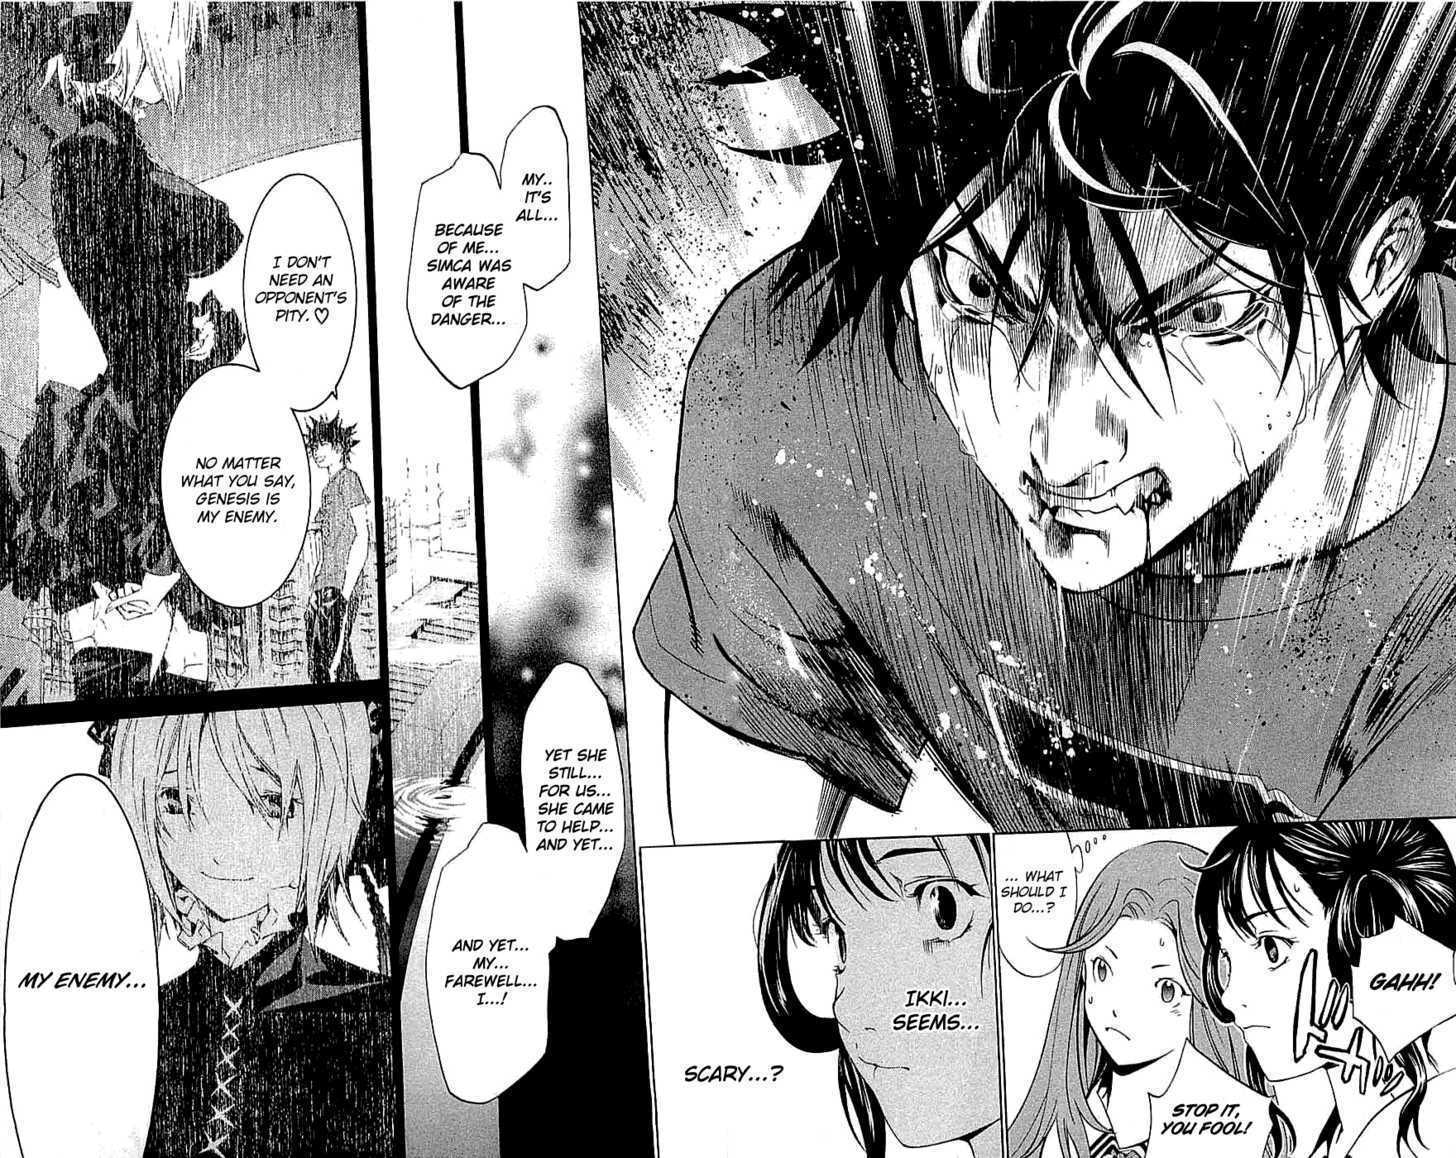 GAHH!
STOP IT,
YOU FOOL!
... WHAT
SHOULD I
DO...?
IKKI...
SEEMS...
SCARY...?
MY..
IT'S
ALL...
BECAUSE
OF ME...
SIMCA WAS
AWARE
OF THE
DANGER...
YET SHE
STILL...
FOR US...
SHE CAME
TO HELP...
AND YET...
AND YET...
MY...
FAREWELL...
I...!
I DON'T
NEED AN
OPPONENT'S
PITY. ♡
NO MATTER
WHAT YOU SAY,
GENESIS IS
MY ENEMY.
MY ENEMY...